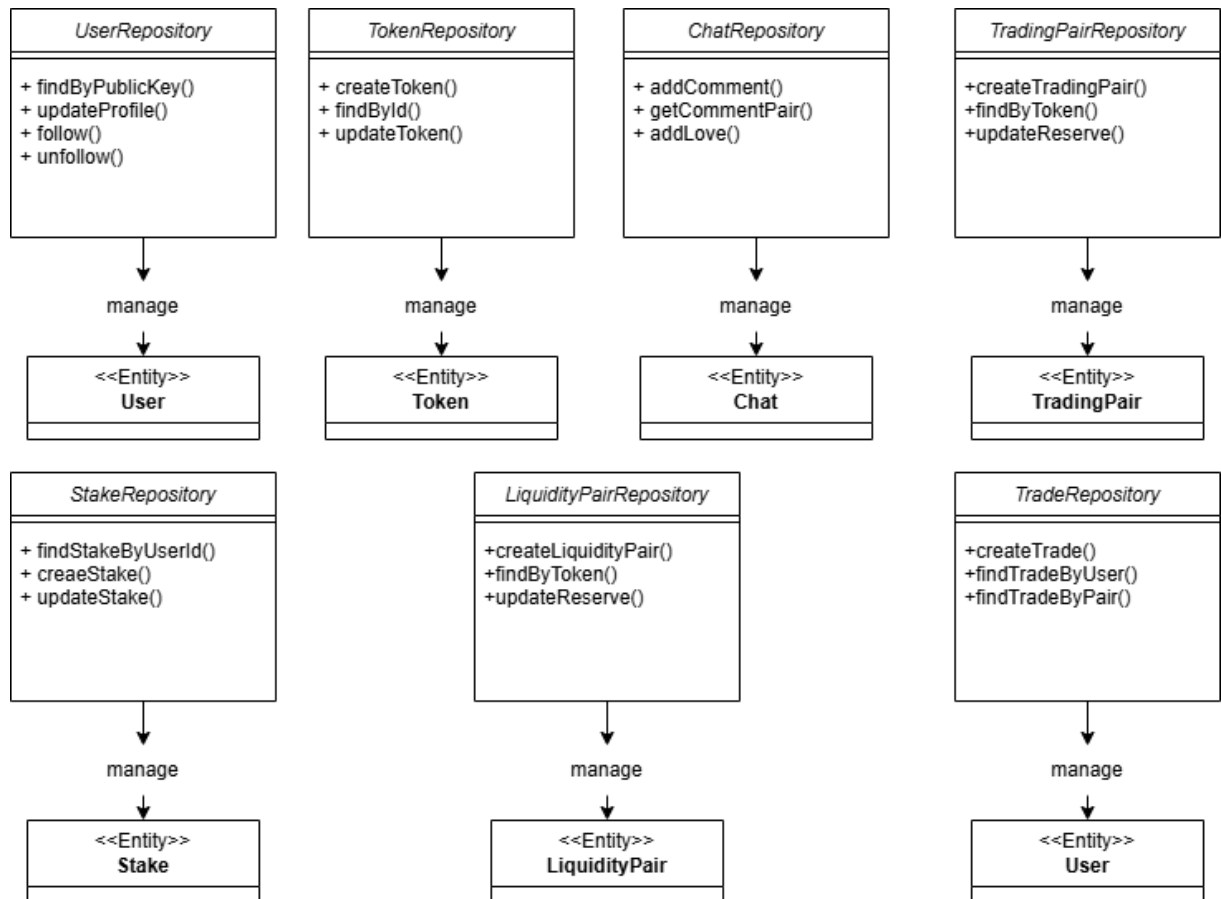 UserRepository
+ findByPublicKey()
+ updateProfile()
+ follow()
+ unfollow()
manage
<<Entity>>
User
TokenRepository
+ createToken()
+ findById()
+ updateToken()
manage
<<Entity>>
Token
ChatRepository
+ addComment()
+ getCommentPair()
+ addLove()
manage
<<Entity>>
Chat
TradingPairRepository
+createTradingPair()
+findByToken()
+updateReserve()
manage
<<Entity>>
TradingPair
StakeRepository
+ findStakeByUserId()
+ creaeStake()
+ updateStake()
manage
<<Entity>>
Stake
LiquidityPairRepository
+createLiquidityPair()
+findByToken()
+updateReserve()
manage
<<Entity>>
LiquidityPair
TradeRepository
+createTrade()
+findTradeByUser()
+findTradeByPair()
manage
<<Entity>>
User